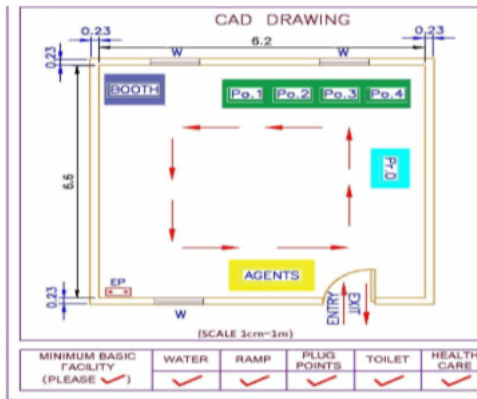 CAD DRAWING
0.23 6.2 0.23
W W
0.23
BOOTH Po.1 Po.2 Po.3 Po.4
Pr.O
6.6
AGENTS
EP
0.23
W ENTRY EXIT
(SCALE 1cm-1m)
MINIMUM BASIC FACILITY (PLEASE ✓) WATER RAMP PLUG POINTS TOILET HEALTH CARE
✓ ✓ ✓ ✓ ✓